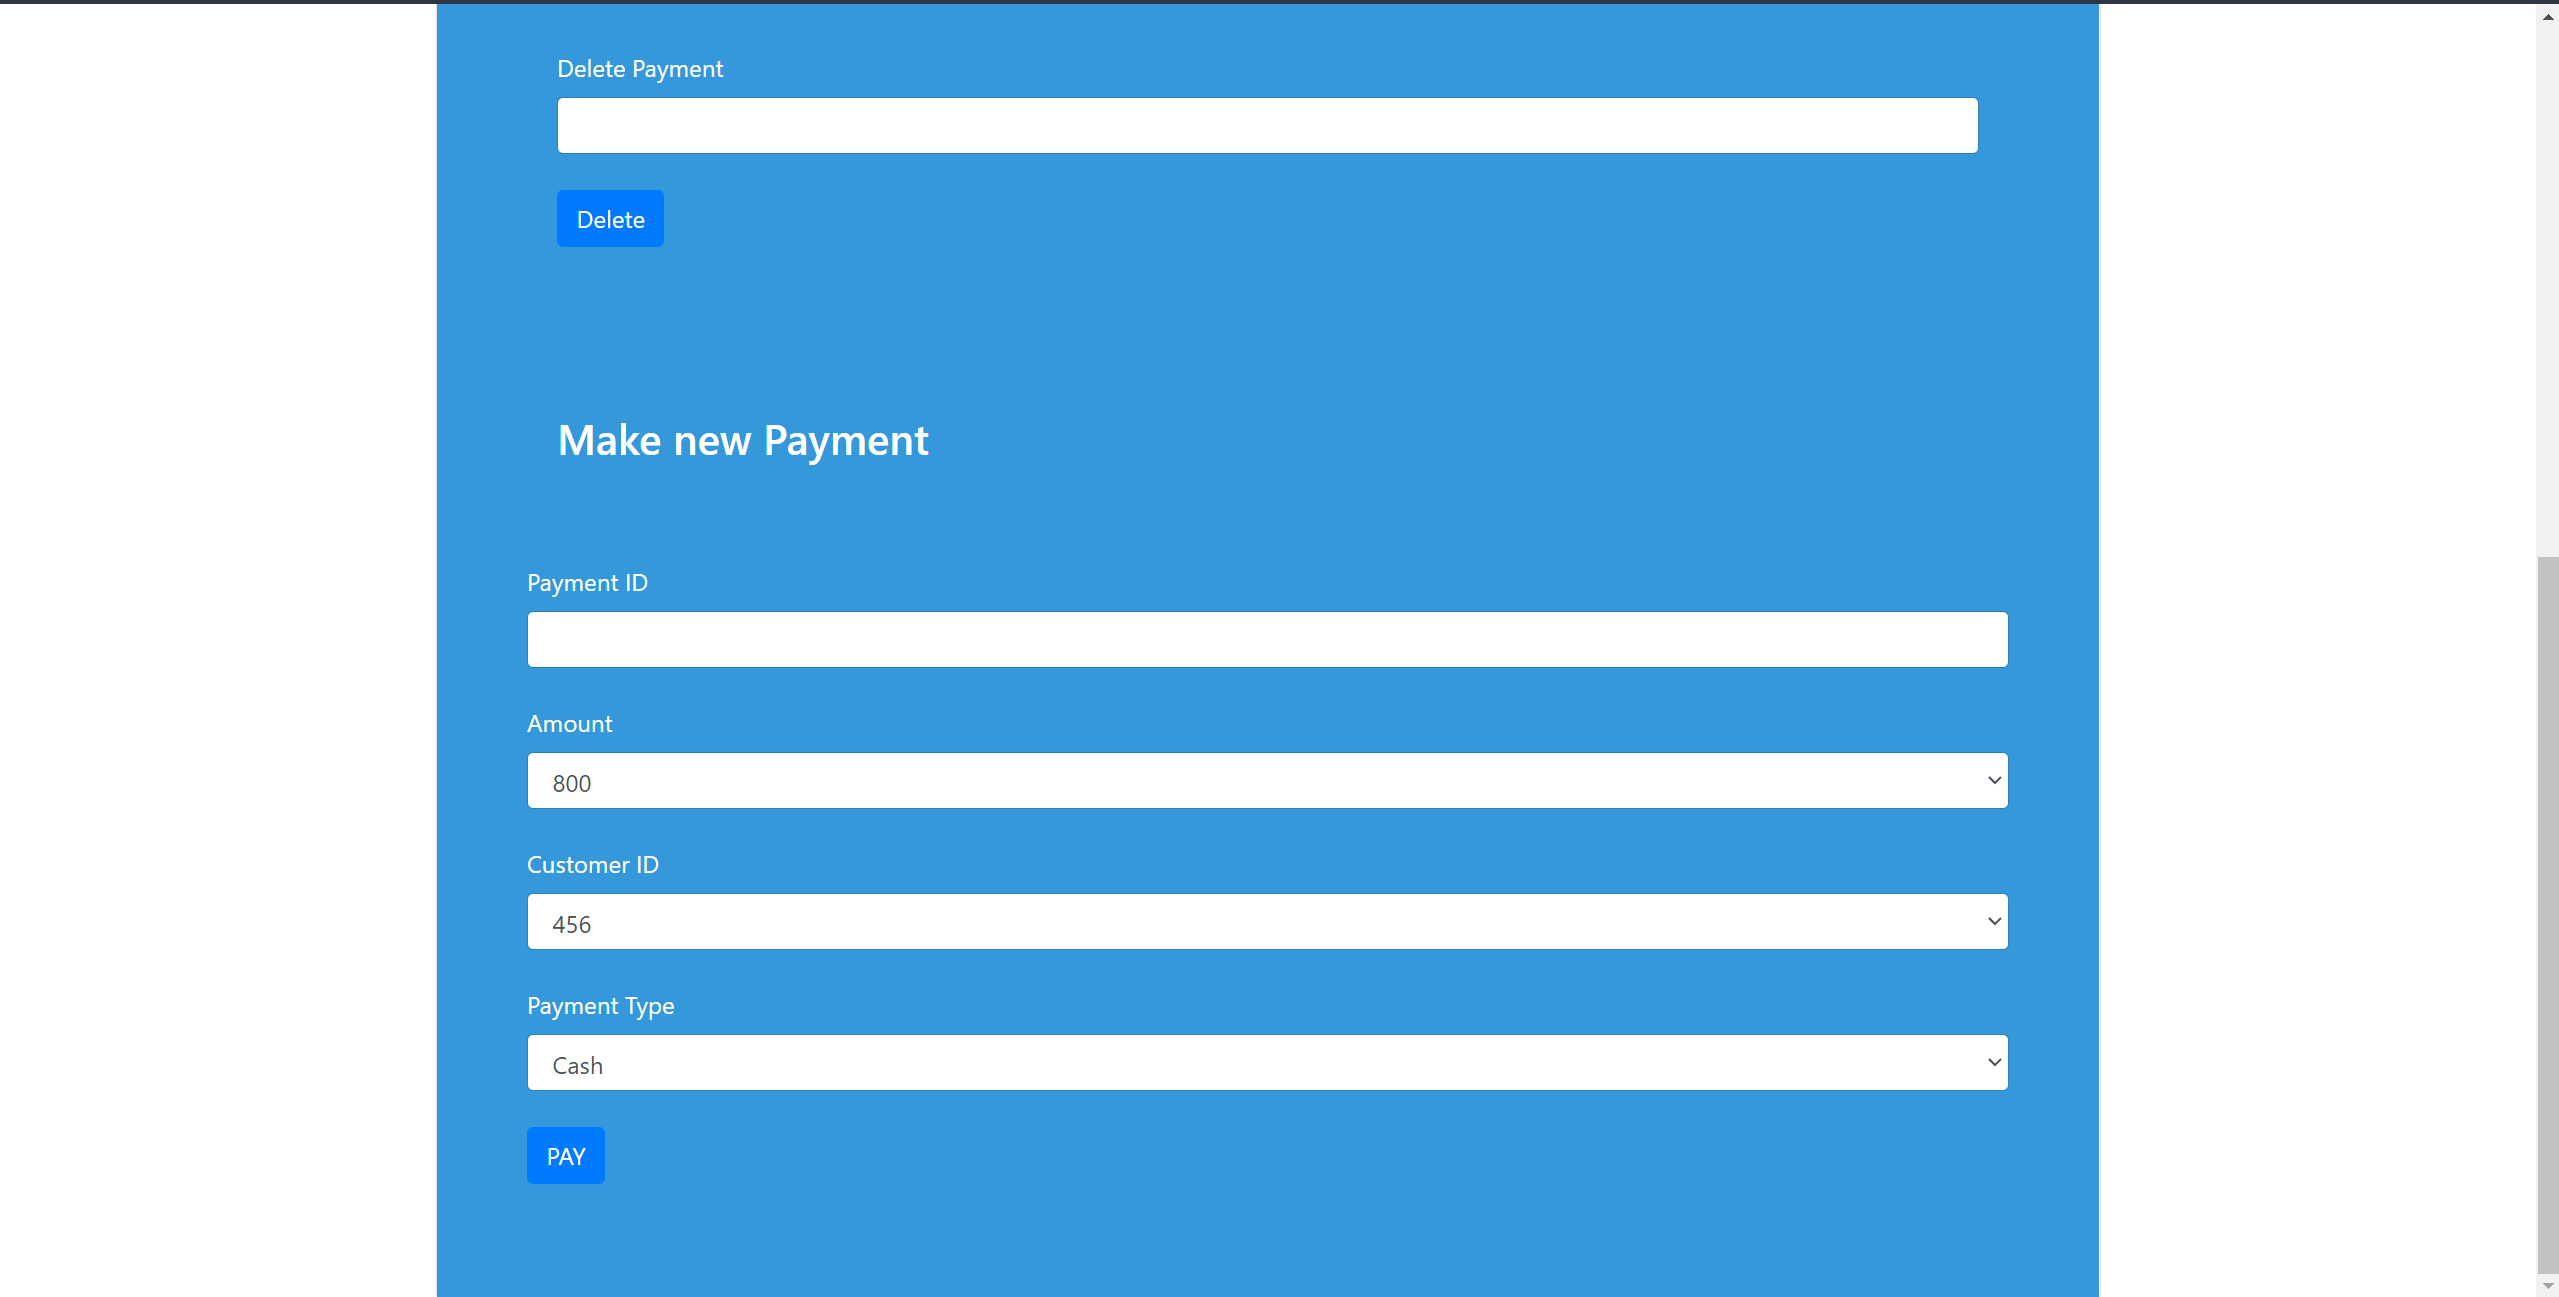 Delete Payment
Delete
Make new Payment
Payment ID
Amount
800
Customer ID
456
Payment Type
Cash
PAY